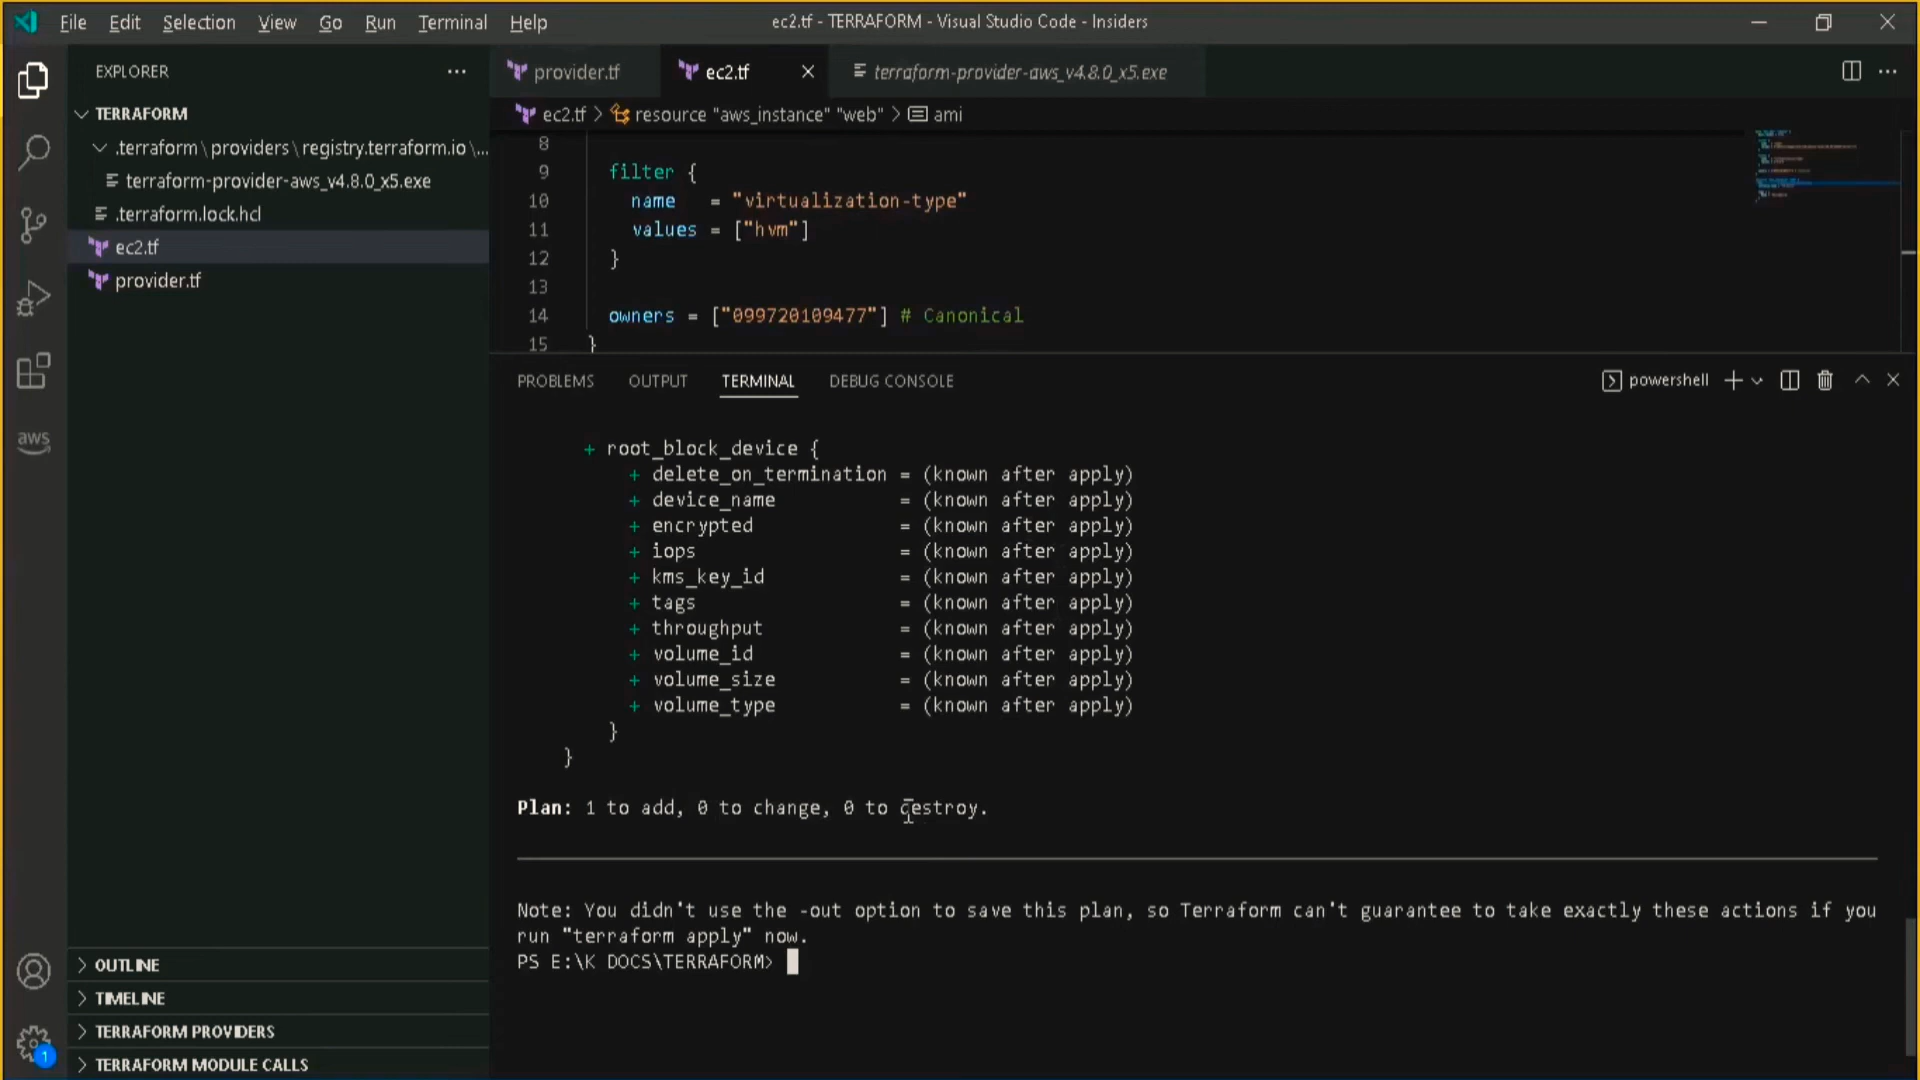 File Edit Selection View Go Run Terminal Help
ec2.tf - TERRAFORM - Visual Studio Code - Insiders
EXPLORER
TERRAFORM
.terraform \ providers \ registry.terraform.io \...
terraform-provider-aws_v4.8.0_x5.exe
.terraform.lock.hcl
ec2.tf
provider.tf
aws
OUTLINE
TIMELINE
TERRAFORM PROVIDERS
TERRAFORM MODULE CALLS
1
provider.tf
ec2.tf
terraform-provider-aws_v4.8.0_x5.exe
ec2.tf > resource "aws_instance" "web" > ami
8
9 filter {
10 name = "virtualization-type"
11 values = ["hvm"]
12 }
13
14 owners = ["099720109477"] # Canonical
15 }
PROBLEMS OUTPUT TERMINAL DEBUG CONSOLE
powershell
+ root_block_device {
+ delete_on_termination = (known after apply)
+ device_name = (known after apply)
+ encrypted = (known after apply)
+ iops = (known after apply)
+ kms_key_id = (known after apply)
+ tags = (known after apply)
+ throughput = (known after apply)
+ volume_id = (known after apply)
+ volume_size = (known after apply)
+ volume_type = (known after apply)
}
}
Plan: 1 to add, 0 to change, 0 to destroy.
Note: You didn't use the -out option to save this plan, so Terraform can't guarantee to take exactly these actions if you
run "terraform apply" now.
PS E:\K DOCS\TERRAFORM>